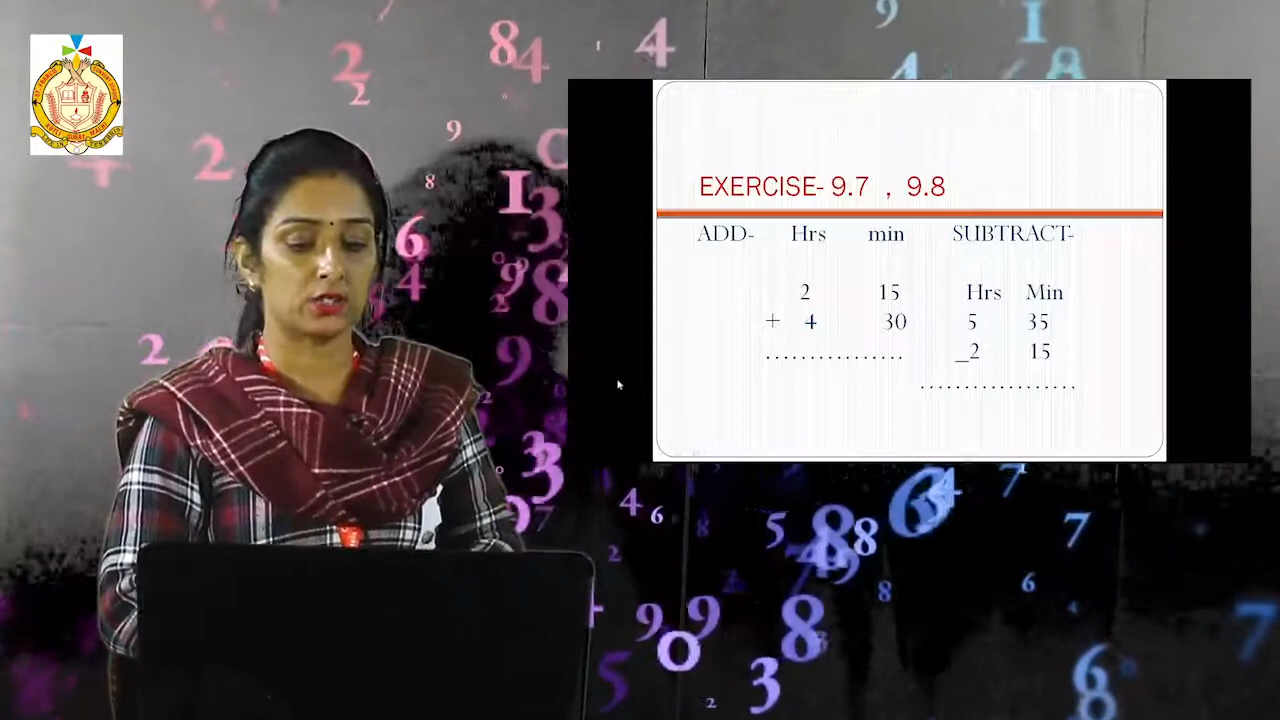 EXERCISE- 9.7 , 9.8
ADD- Hrs min
2 15
+ 4 30
................
SUBTRACT-
Hrs Min
5 35
_2 15
..................